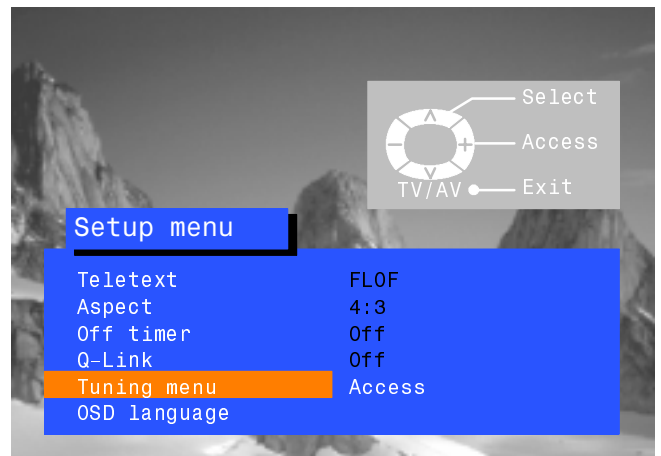 Select
Access
TV/AV Exit
Setup menu
Teletext FLOF
Aspect 4:3
Off timer Off
Q-Link Off
Tuning menu Access
OSD language